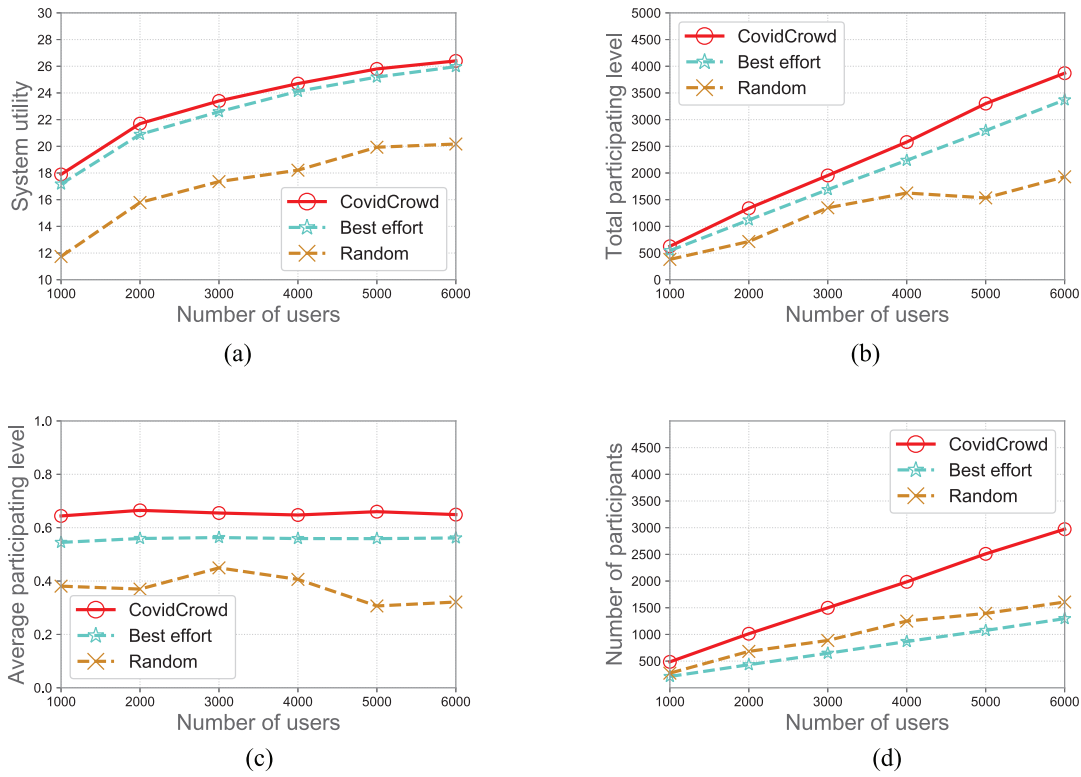 30
28
26
24
22
20
18
16
14
12
10
System utility
CovidCrowd
Best effort
Random
1000 2000 3000 4000 5000 6000
Number of users
(a)
5000
4500
4000
3500
3000
2500
2000
1500
1000
500
0
Total participating level
CovidCrowd
Best effort
Random
1000 2000 3000 4000 5000 6000
Number of users
(b)
1.0
0.8
0.6
0.4
0.2
0.0
Average participating level
CovidCrowd
Best effort
Random
1000 2000 3000 4000 5000 6000
Number of users
(c)
4500
4000
3500
3000
2500
2000
1500
1000
500
Number of participants
CovidCrowd
Best effort
Random
1000 2000 3000 4000 5000 6000
Number of users
(d)